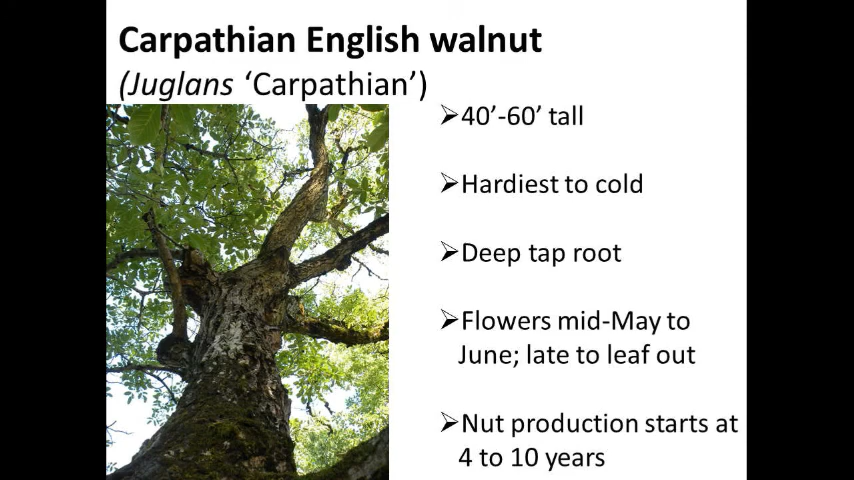 Carpathian English walnut
(Juglans ‘Carpathian’)
➢40’-60’ tall
➢Hardiest to cold
➢Deep tap root
➢Flowers mid-May to
June; late to leaf out
➢Nut production starts at
4 to 10 years